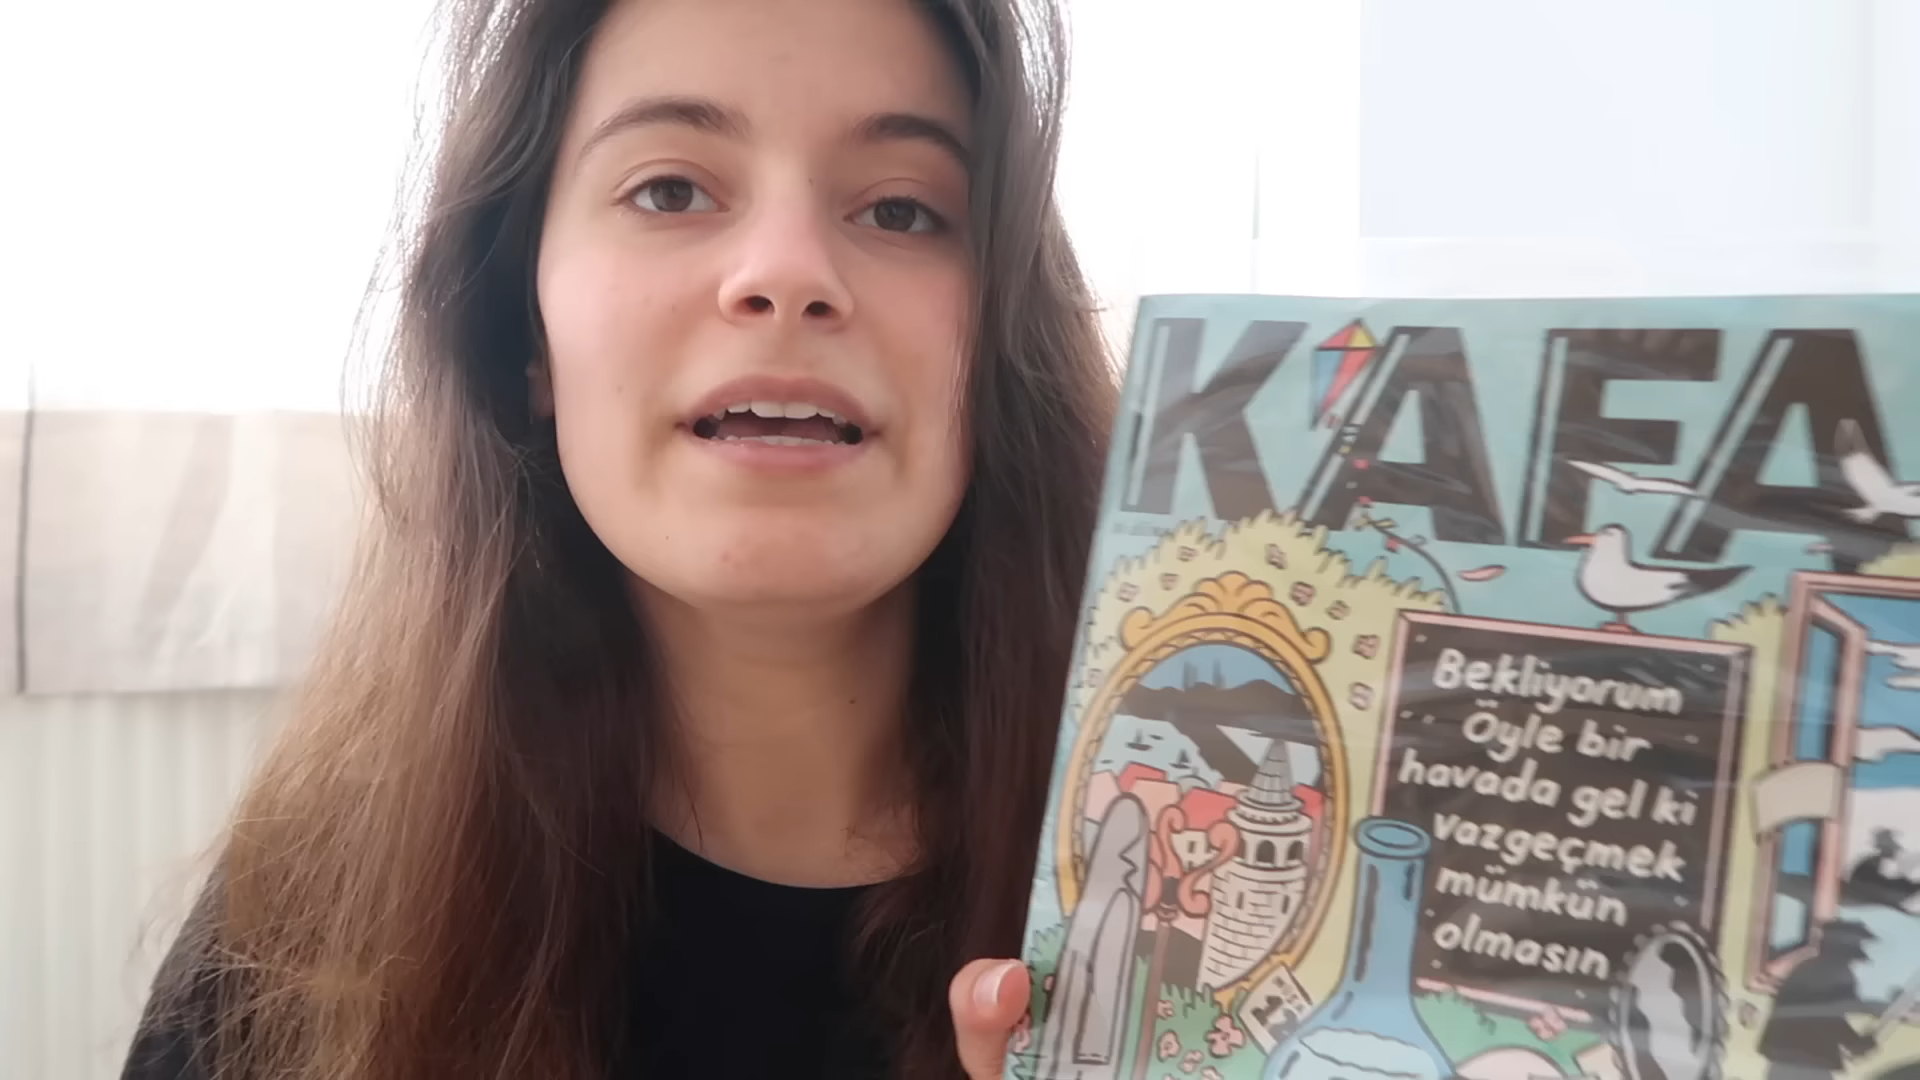 KAFA
Bekliyorum
Öyle bir
havada gel ki
vazgeçmek
mümkün
olmasın